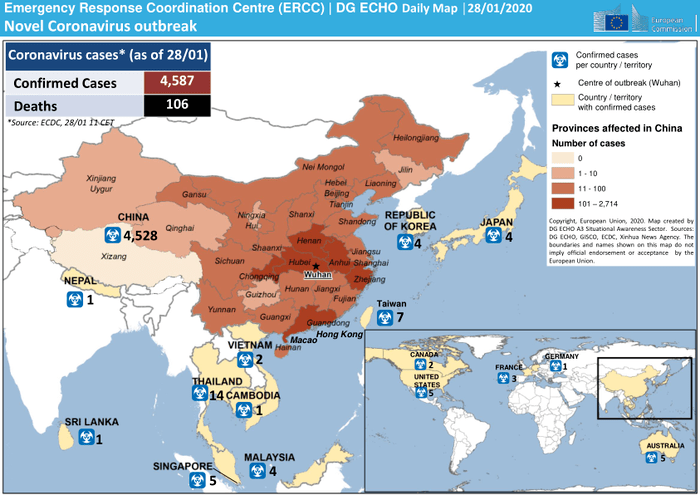 Emergency Response Coordination Centre (ERCC) | DG ECHO Daily Map |28/01/2020
Novel Coronavirus outbreak
European
Commission
Coronavirus cases* (as of 28/01)
Confirmed Cases 4,587
Deaths 106
*Source: ECDC, 28/01 11 CET
Confirmed cases
per country / territory
Centre of outbreak (Wuhan)
Country / territory
with confirmed cases
Provinces affected in China
Number of cases
0
1 - 10
11 - 100
101 – 2,714
Copyright, European Union, 2020. Map created by
DG ECHO A3 Situational Awareness Sector. Sources:
DG ECHO, GISCO, ECDC, Xinhua News Agency. The
boundaries and names shown on this map do not
imply official endorsement or acceptance by the
European Union.
Heilongjiang
Nei Mongol
Jilin
Xinjiang
Uygur
Gansu
Hebei
Beijing
Liaoning
Tianjin
CHINA
4,528
Qinghai
Ningxia
Hui
Shanxi
Shandong
REPUBLIC
OF KOREA
4
JAPAN
4
Shaanxi
Henan
Jiangsu
Xizang
Sichuan
Hubei
Anhui
Shanghai
Wuhan
Chongqing
Zhejiang
NEPAL
1
Guizhou
Hunan
Jiangxi
Fujian
Yunnan
Guangxi
Guangdong
Taiwan
7
Hong Kong
Macao
Hainan
VIETNAM
2
THAILAND
14
CAMBODIA
1
SRI LANKA
1
SINGAPORE
5
MALAYSIA
4
CANADA
2
UNITED
STATES
5
FRANCE
3
GERMANY
1
AUSTRALIA
5